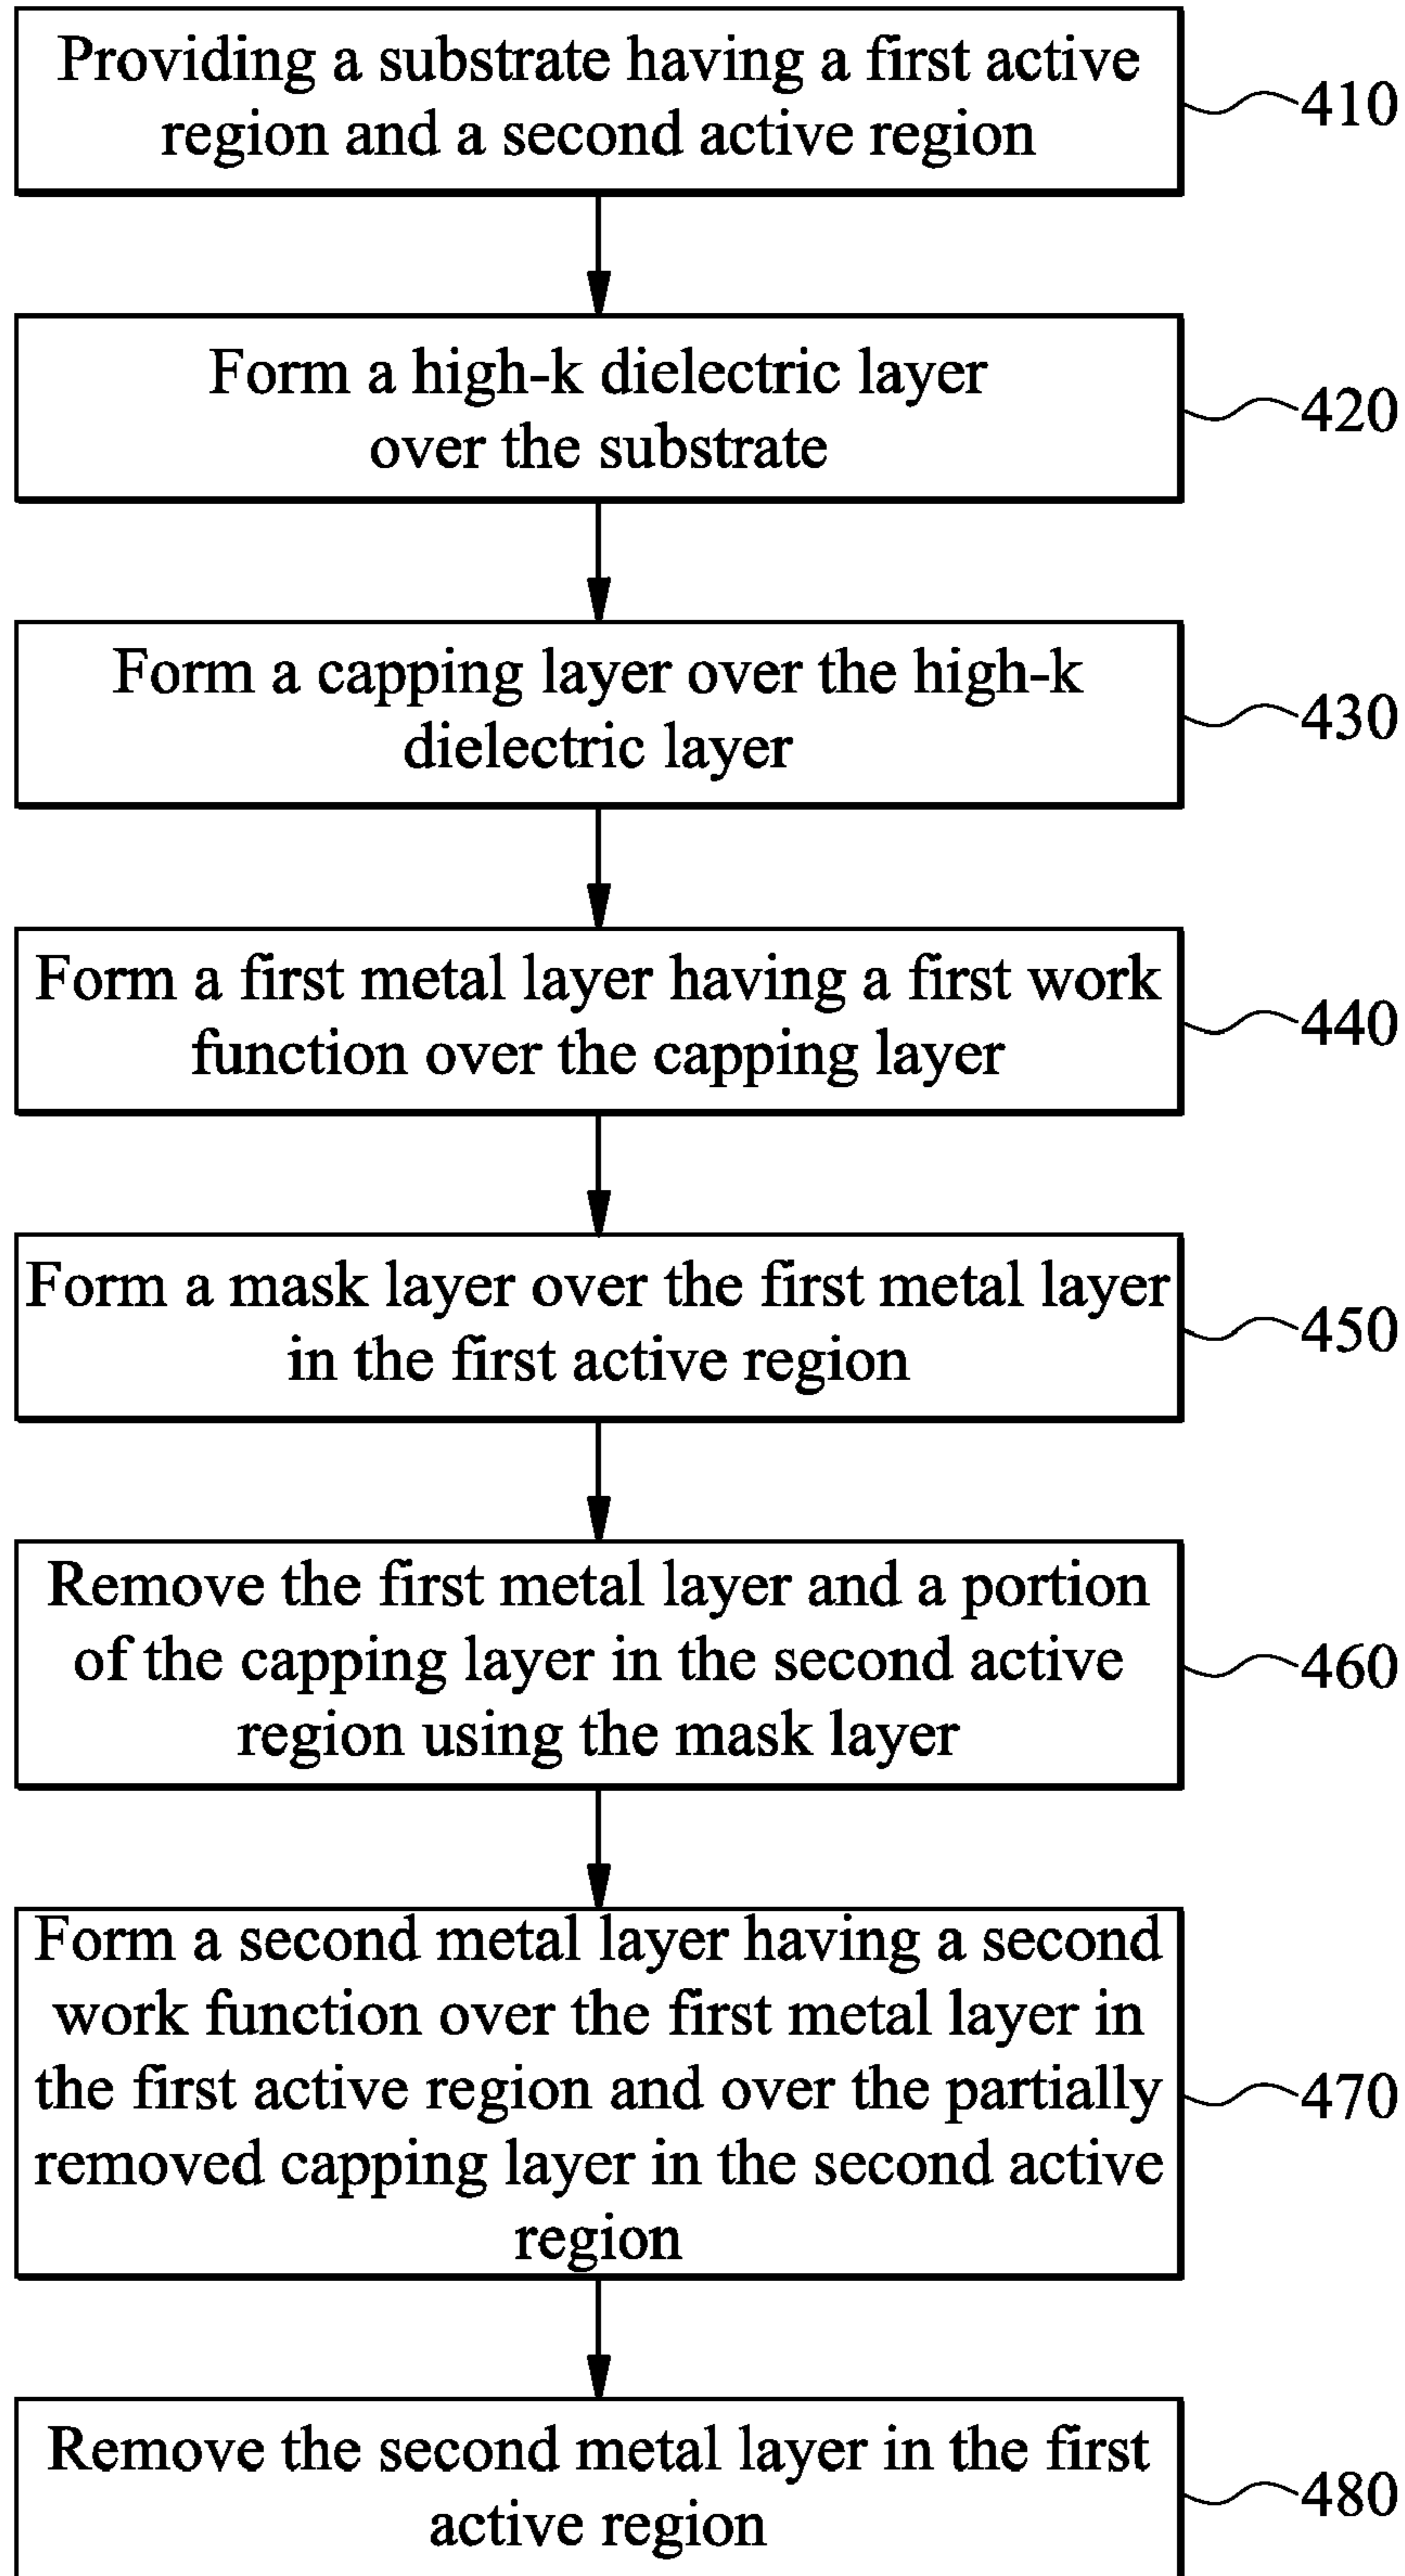 Providing a substrate having a first active
region and a second active region
410
Form a high-k dielectric layer
over the substrate
420
Form a capping layer over the high-k
dielectric layer
430
Form a first metal layer having a first work
function over the capping layer
440
Form a mask layer over the first metal layer
in the first active region
450
Remove the first metal layer and a portion
of the capping layer in the second active
region using the mask layer
460
Form a second metal layer having a second
work function over the first metal layer in
the first active region and over the partially
removed capping layer in the second active
region
470
Remove the second metal layer in the first
active region
480